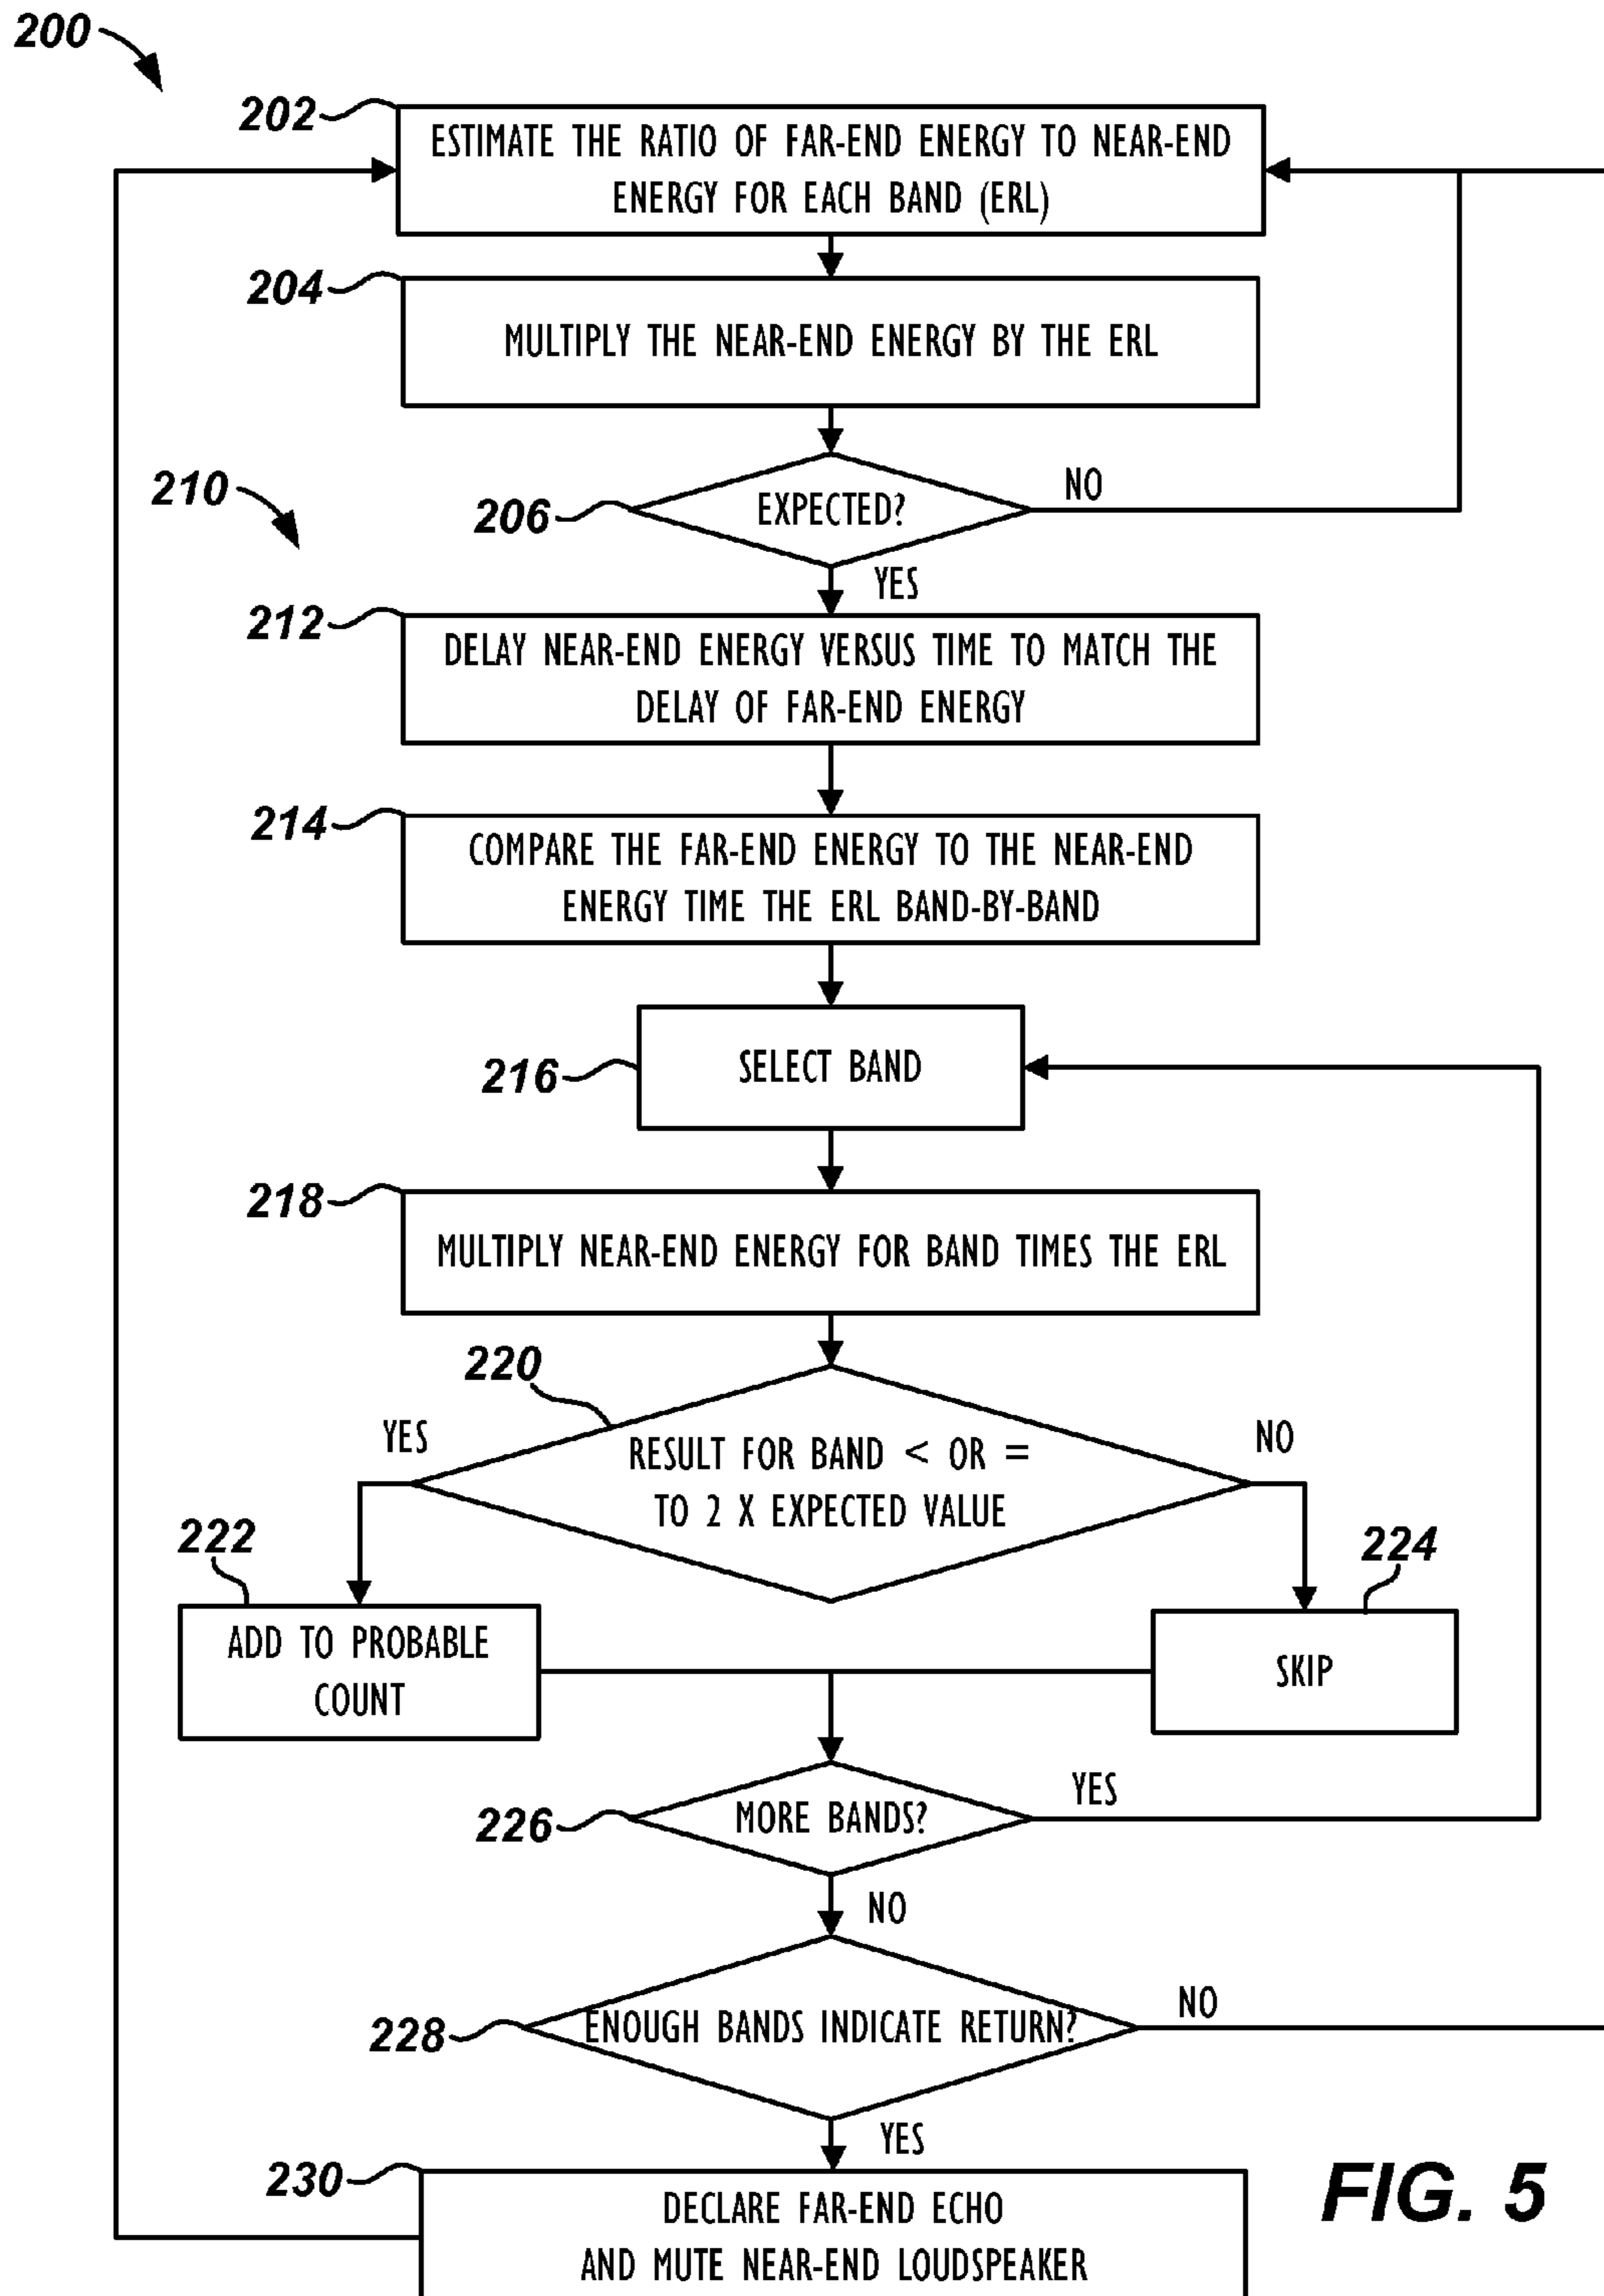 200
202
ESTIMATE THE RATIO OF FAR-END ENERGY TO NEAR-END
ENERGY FOR EACH BAND (ERL)
204
MULTIPLY THE NEAR-END ENERGY BY THE ERL
210
206
EXPECTED?
NO
YES
212
DELAY NEAR-END ENERGY VERSUS TIME TO MATCH THE
DELAY OF FAR-END ENERGY
214
COMPARE THE FAR-END ENERGY TO THE NEAR-END
ENERGY TIME THE ERL BAND-BY-BAND
216
SELECT BAND
218
MULTIPLY NEAR-END ENERGY FOR BAND TIMES THE ERL
220
YES
RESULT FOR BAND < OR =
TO 2 X EXPECTED VALUE
NO
222
ADD TO PROBABLE
COUNT
224
SKIP
226
MORE BANDS?
YES
NO
228
ENOUGH BANDS INDICATE RETURN?
NO
YES
230
DECLARE FAR-END ECHO
AND MUTE NEAR-END LOUDSPEAKER
FIG. 5